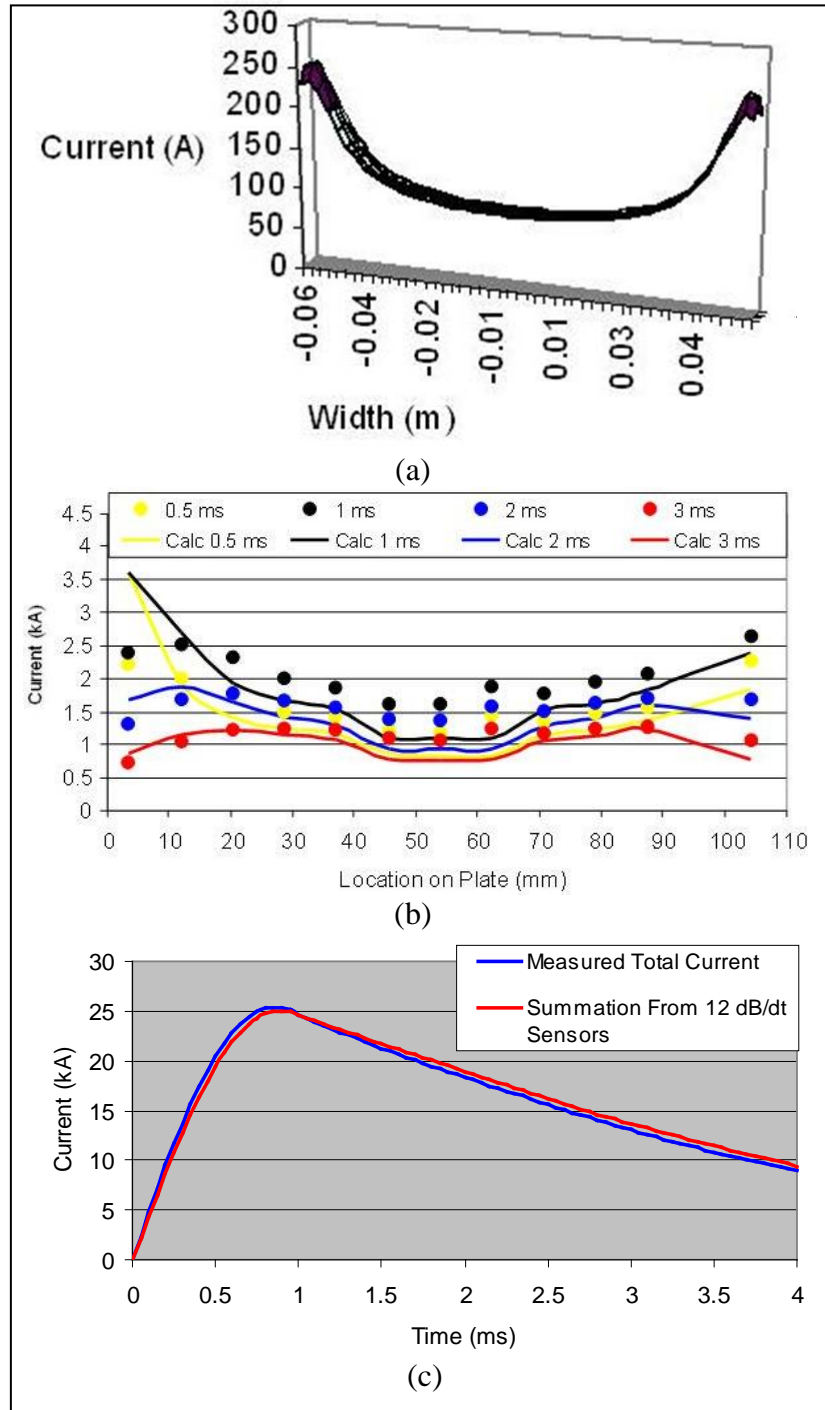 300
250
200
150
100
50
0
Current (A)
-0.06
-0.04
-0.02
-0.01
0.01
0.03
0.04
Width (m)
(a)
0.5 ms 1 ms 2 ms 3 ms
Calc 0.5 ms Calc 1 ms Calc 2 ms Calc 3 ms
4.5
4
3.5
3
2.5
2
1.5
1
0.5
0
Current (kA)
0 10 20 30 40 50 60 70 80 90 100 110
Location on Plate (mm)
(b)
Measured Total Current
Summation From 12 dB/dt
Sensors
30
25
20
15
10
5
0
Current (kA)
0 0.5 1 1.5 2 2.5 3 3.5 4
Time (ms)
(c)